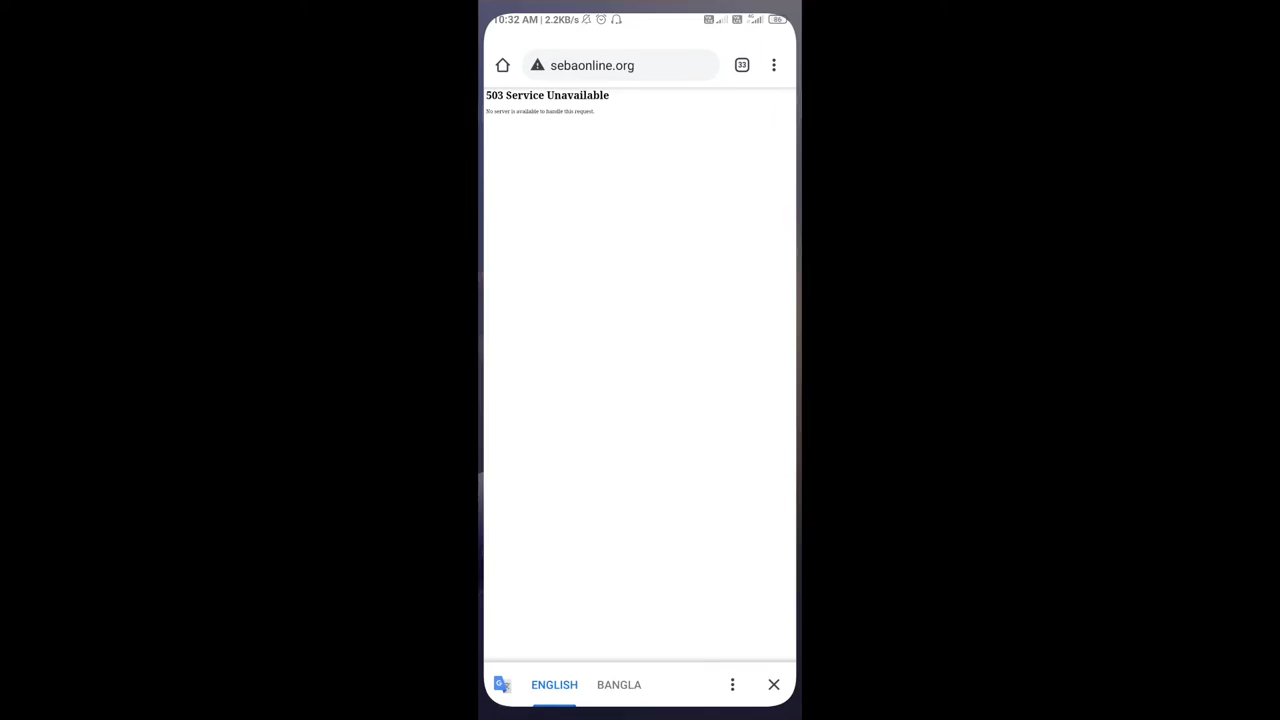 10:32 AM | 2.2KB/s
86
sebaonline.org
33
503 Service Unavailable
No server is available to handle this request.
ENGLISH
BANGLA